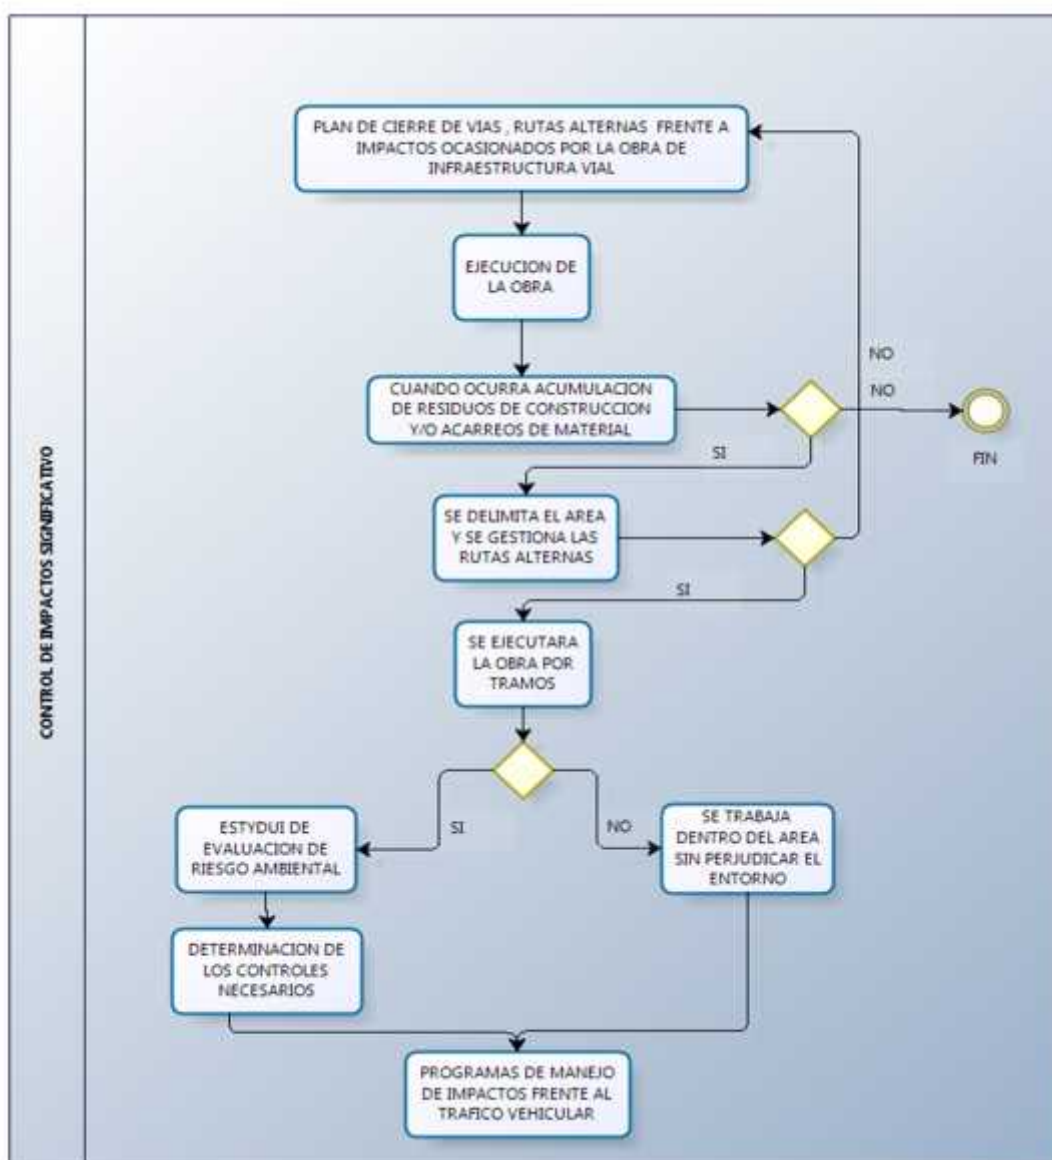 CONTROL DE IMPACTOS SIGNIFICATIVO
PLAN DE CIERRE DE VIAS , RUTAS ALTERNAS FRENTE A
IMPACTOS OCASIONADOS POR LA OBRA DE
INFRAESTRUCTURA VIAL
EJECUCION DE
LA OBRA
CUANDO OCURRA ACUMULACION
DE RESIDUOS DE CONSTRUCCION
Y/O ACARREOS DE MATERIAL
NO
NO
FIN
SI
SE DELIMITA EL AREA
Y SE GESTIONA LAS
RUTAS ALTERNAS
SI
SE EJECUTARA
LA OBRA POR
TRAMOS
SI
NO
ESTYDUI DE
EVALUACION DE
RIESGO AMBIENTAL
SE TRABAJA
DENTRO DEL AREA
SIN PERJUDICAR EL
ENTORNO
DETERMINACION DE
LOS CONTROLES
NECESARIOS
PROGRAMAS DE MANEJO
DE IMPACTOS FRENTE AL
TRAFICO VEHICULAR